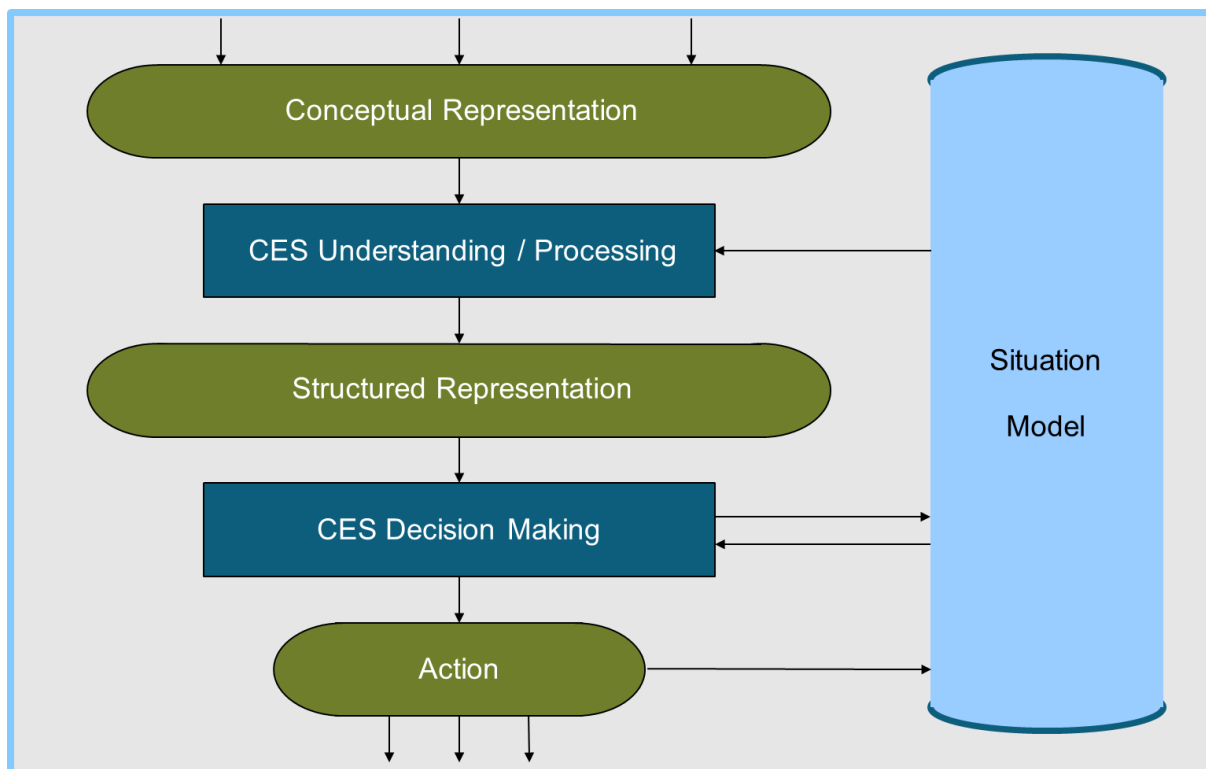 Conceptual Representation
CES Understanding / Processing
Structured Representation
CES Decision Making
Action
Situation
Model